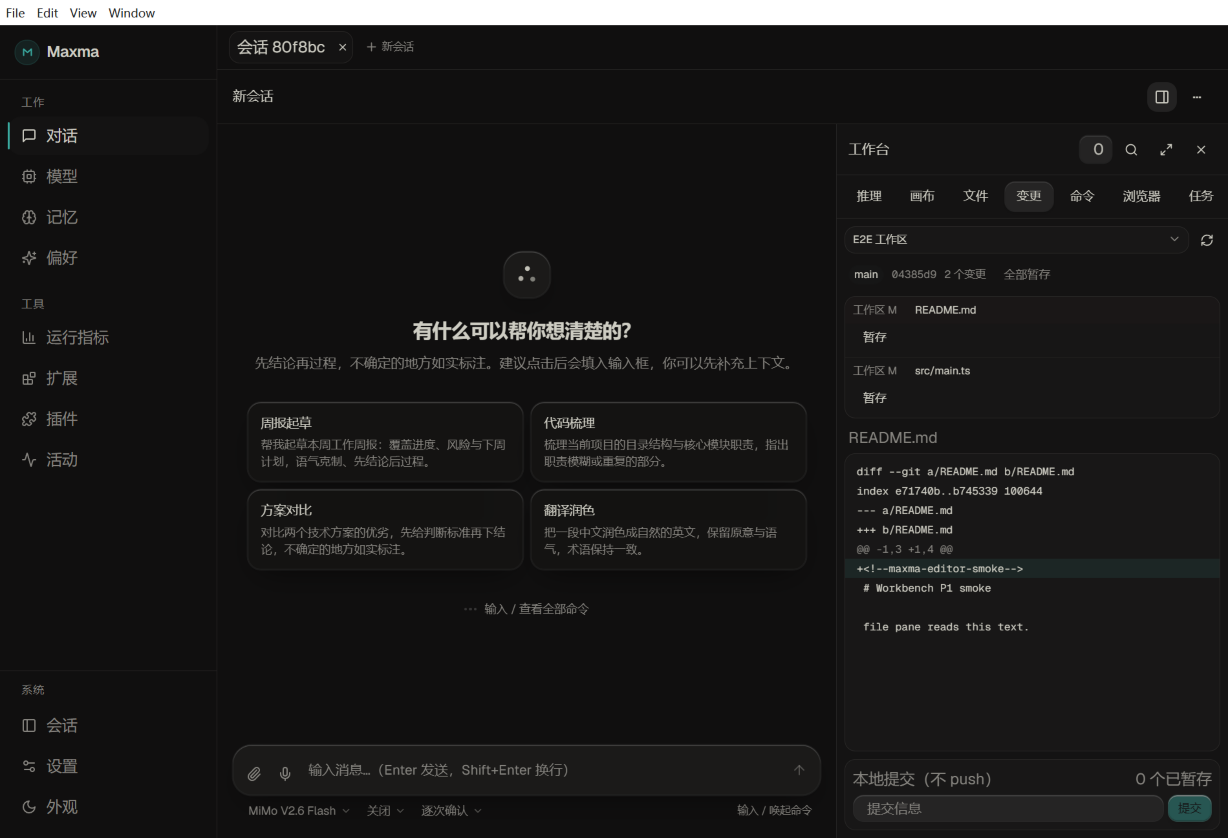 File Edit View Window
M Maxma
会话 80f8bc × + 新会话
新会话
工作
对话
模型
记忆
偏好
工具
运行指标
扩展
插件
活动
系统
会话
设置
外观
有什么可以帮你想清楚的?
先结论再过程，不确定的地方如实标注。建议点击后会填入输入框，你可以先补充上下文。
周报起草
帮我起草本周工作周报：覆盖进度、风险与下周
计划，语气克制、先结论后过程。
代码梳理
梳理当前项目的目录结构与核心模块职责，指出
职责模糊或重复的部分。
方案对比
对比两个技术方案的优劣，先给判断标准再下结
论，不确定的地方如实标注。
翻译润色
把一段中文润色成自然的英文，保留原意与语
气，术语保持一致。
··· 输入 / 查看全部命令
输入消息…（Enter 发送，Shift+Enter 换行）
MiMo V2.6 Flash 关闭 逐次确认 输入 / 唤起命令
工作台 0
推理 画布 文件 变更 命令 浏览器 任务
E2E 工作区
main 04385d9 2 个变更 全部暂存
工作区 M README.md
暂存
工作区 M src/main.ts
暂存
README.md
diff --git a/README.md b/README.md
index e71740b..b745339 100644
--- a/README.md
+++ b/README.md
@@ -1,3 +1,4 @@
+<!--maxma-editor-smoke-->
# Workbench P1 smoke
file pane reads this text.
本地提交（不 push） 0 个已暂存
提交信息 提交